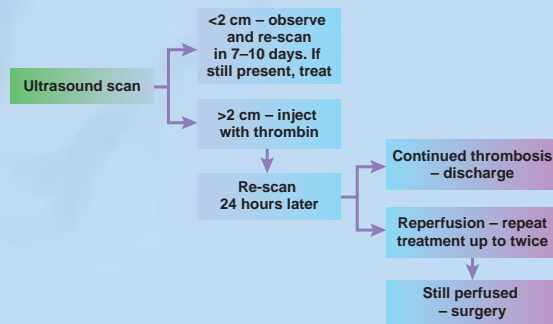 <2 cm – observe
and re-scan
in 7–10 days. If
still present, treat
Ultrasound scan
>2 cm – inject
with thrombin
Re-scan
24 hours later
Continued thrombosis
– discharge
Reperfusion – repeat
treatment up to twice
Still perfused
– surgery